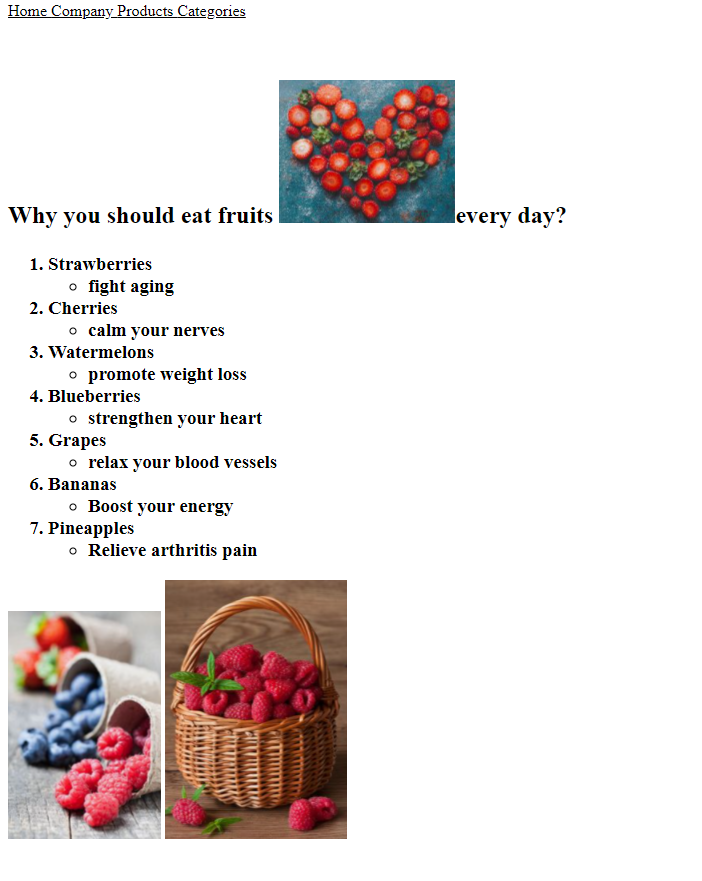 Home Company Products Categories
Why you should eat fruits every day?
1. Strawberries
fight aging
2. Cherries
calm your nerves
3. Watermelons
promote weight loss
4. Blueberries
strengthen your heart
5. Grapes
relax your blood vessels
6. Bananas
Boost your energy
7. Pineapples
Relieve arthritis pain